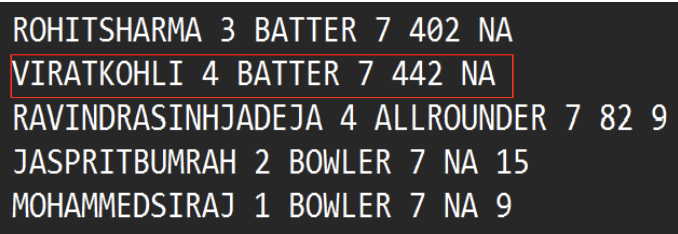 ROHITSHARMA 3 BATTER 7 402 NA
VIRATKOHLI 4 BATTER 7 442 NA
RAVINDRASINHJADEJA 4 ALLROUNDER 7 82 9
JASPRITBUMRAH 2 BOWLER 7 NA 15
MOHAMMEDSIRAJ 1 BOWLER 7 NA 9